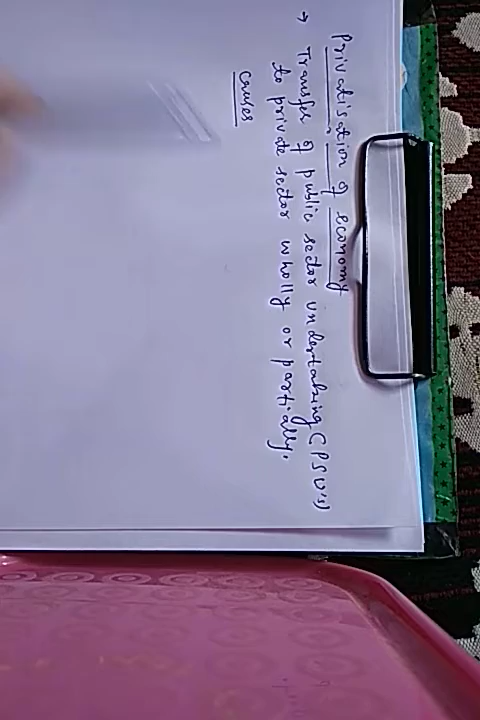 Privatisation of economy
→ Transfer of public sector undertaking (PSU's)
to private sector wholly or partially.
Causes